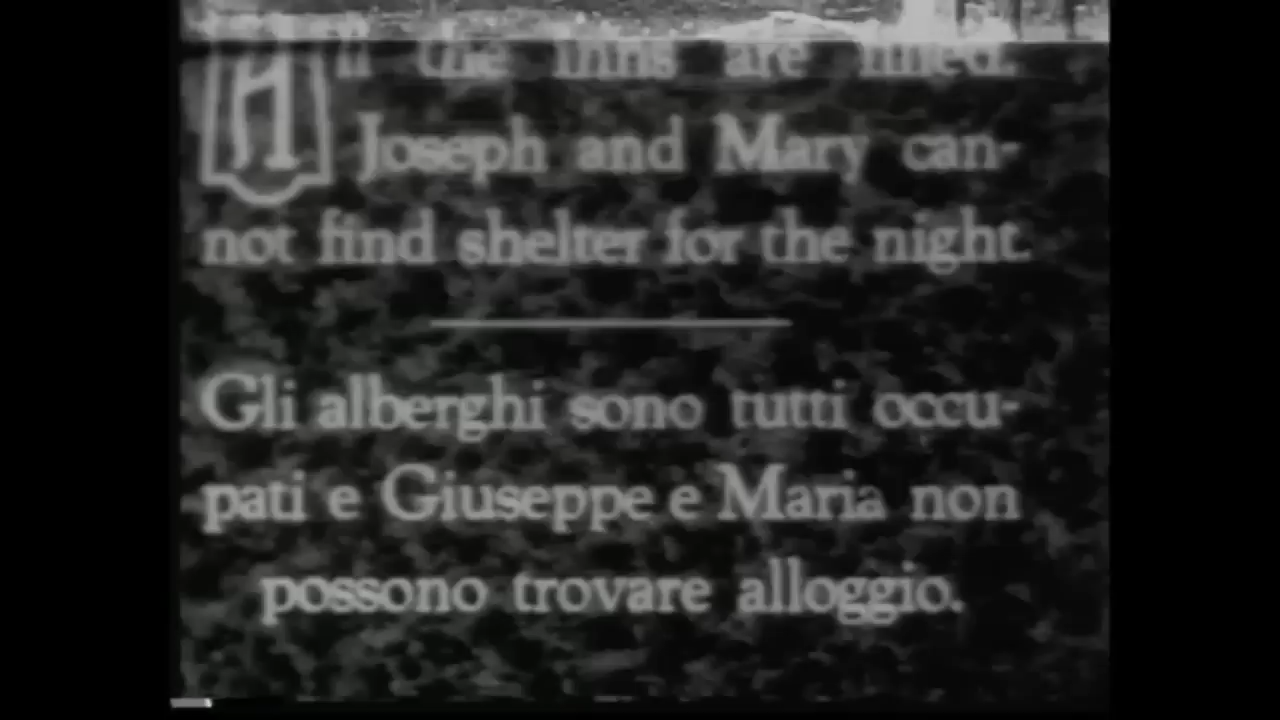 All the inns are filled.
Joseph and Mary can-
not find shelter for the night.
Gli alberghi sono tutti occu-
pati e Giuseppe e Maria non
possono trovare alloggio.